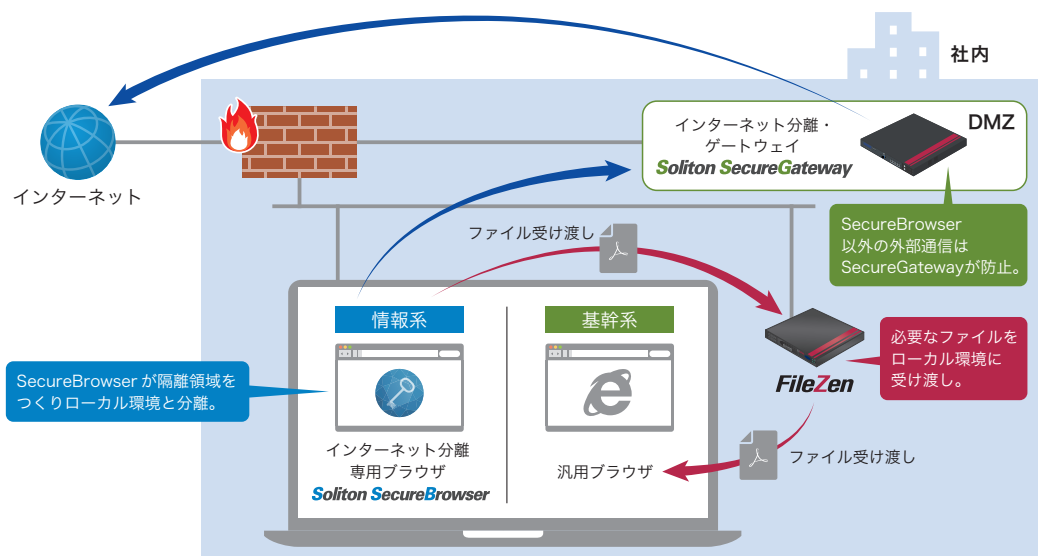 社内
インターネット
インターネット分離・
ゲートウェイ
Soliton SecureGateway
DMZ
SecureBrowser
以外の外部通信は
SecureGatewayが防止。
ファイル受け渡し
情報系
基幹系
SecureBrowser が隔離領域を
つくりローカル環境と分離。
FileZen
必要なファイルを
ローカル環境に
受け渡し。
インターネット分離
専用ブラウザ
Soliton SecureBrowser
汎用ブラウザ
ファイル受け渡し